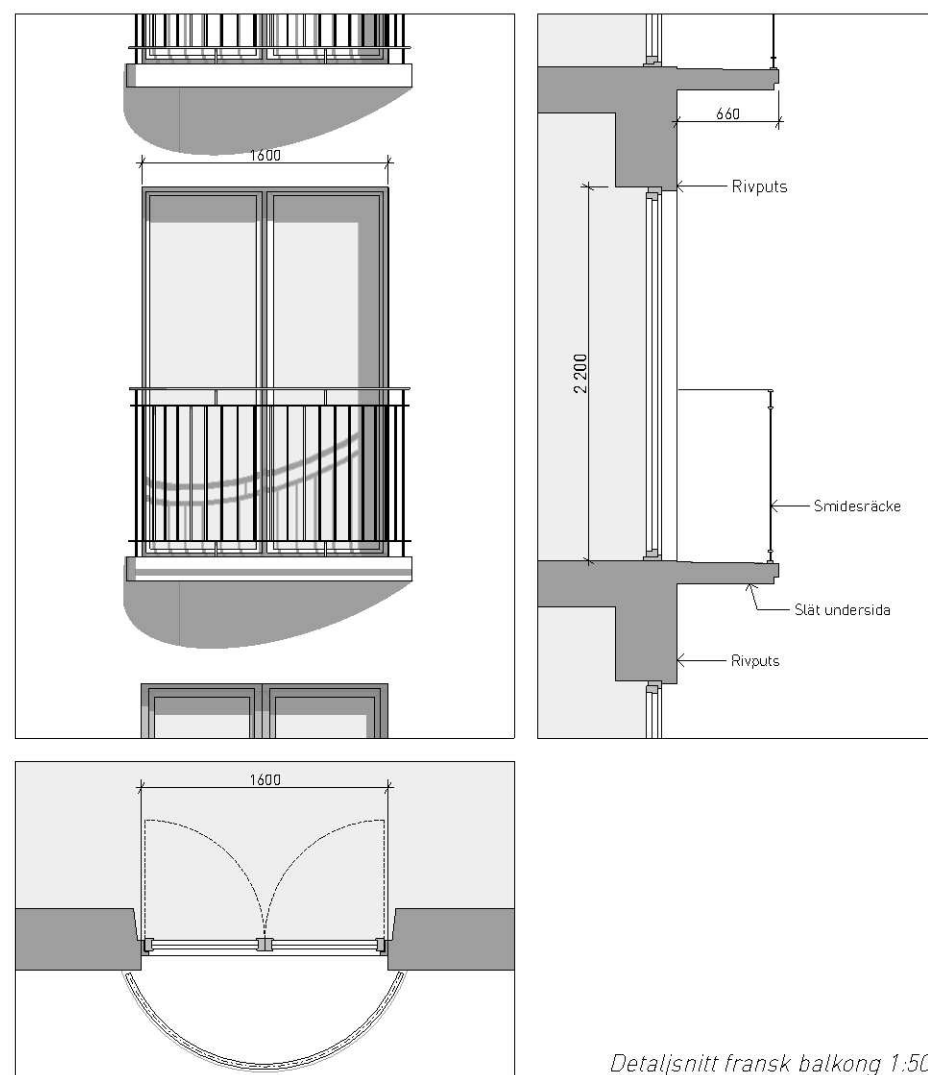 1600
660
Rivputs
2 200
Smidesräcke
Slät undersida
Rivputs
1600
Detaljsnitt fransk balkong 1:50